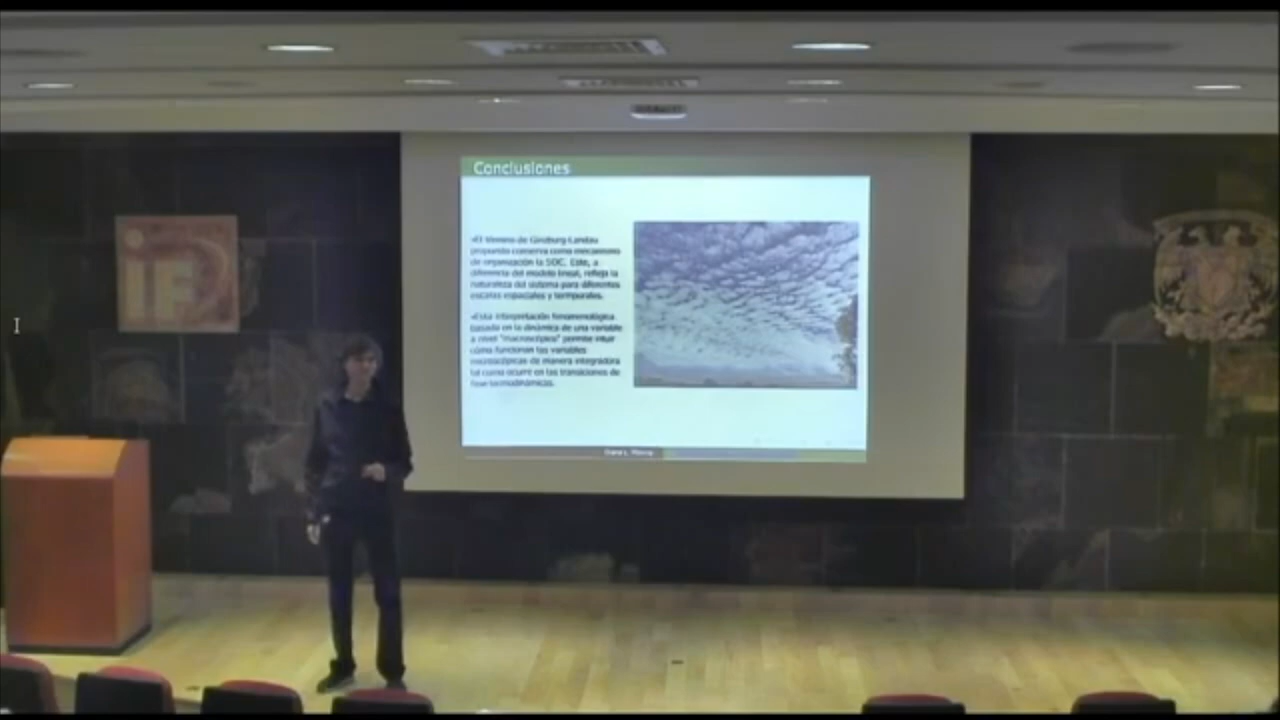 Conclusiones
•El término de Ginzburg-Landau
propuesto conserva como mecanismo
de organización la SOC. Este, a
diferencia del modelo lineal, refleja la
naturaleza del sistema para diferentes
escalas espaciales y temporales.
•Esta interpretación fenomenológica
basada en la dinámica de una variable
a nivel "macroscópico" permite intuir
cómo funcionan las variables
microscópicas de manera integradora
tal como ocurre en las transiciones de
fase termodinámicas.
IF